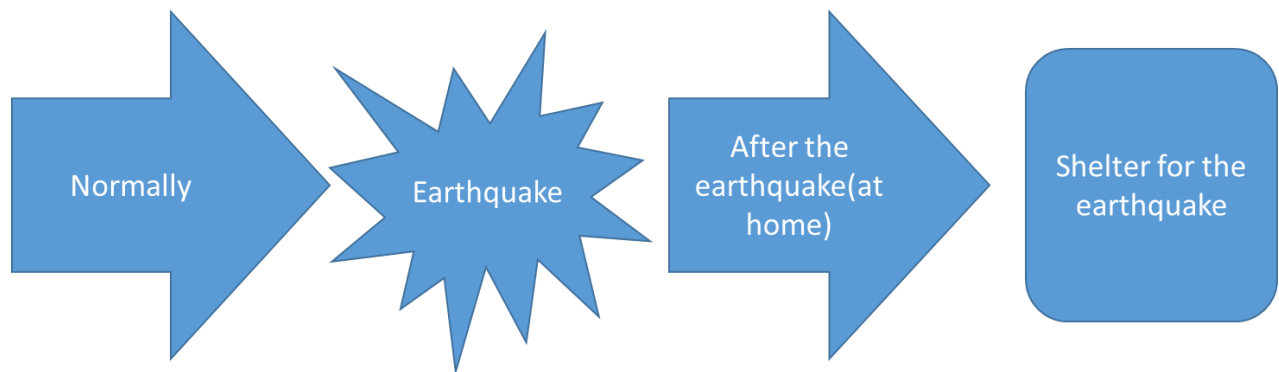 Normally
Earthquake
After the
earthquake(at
home)
Shelter for the
earthquake